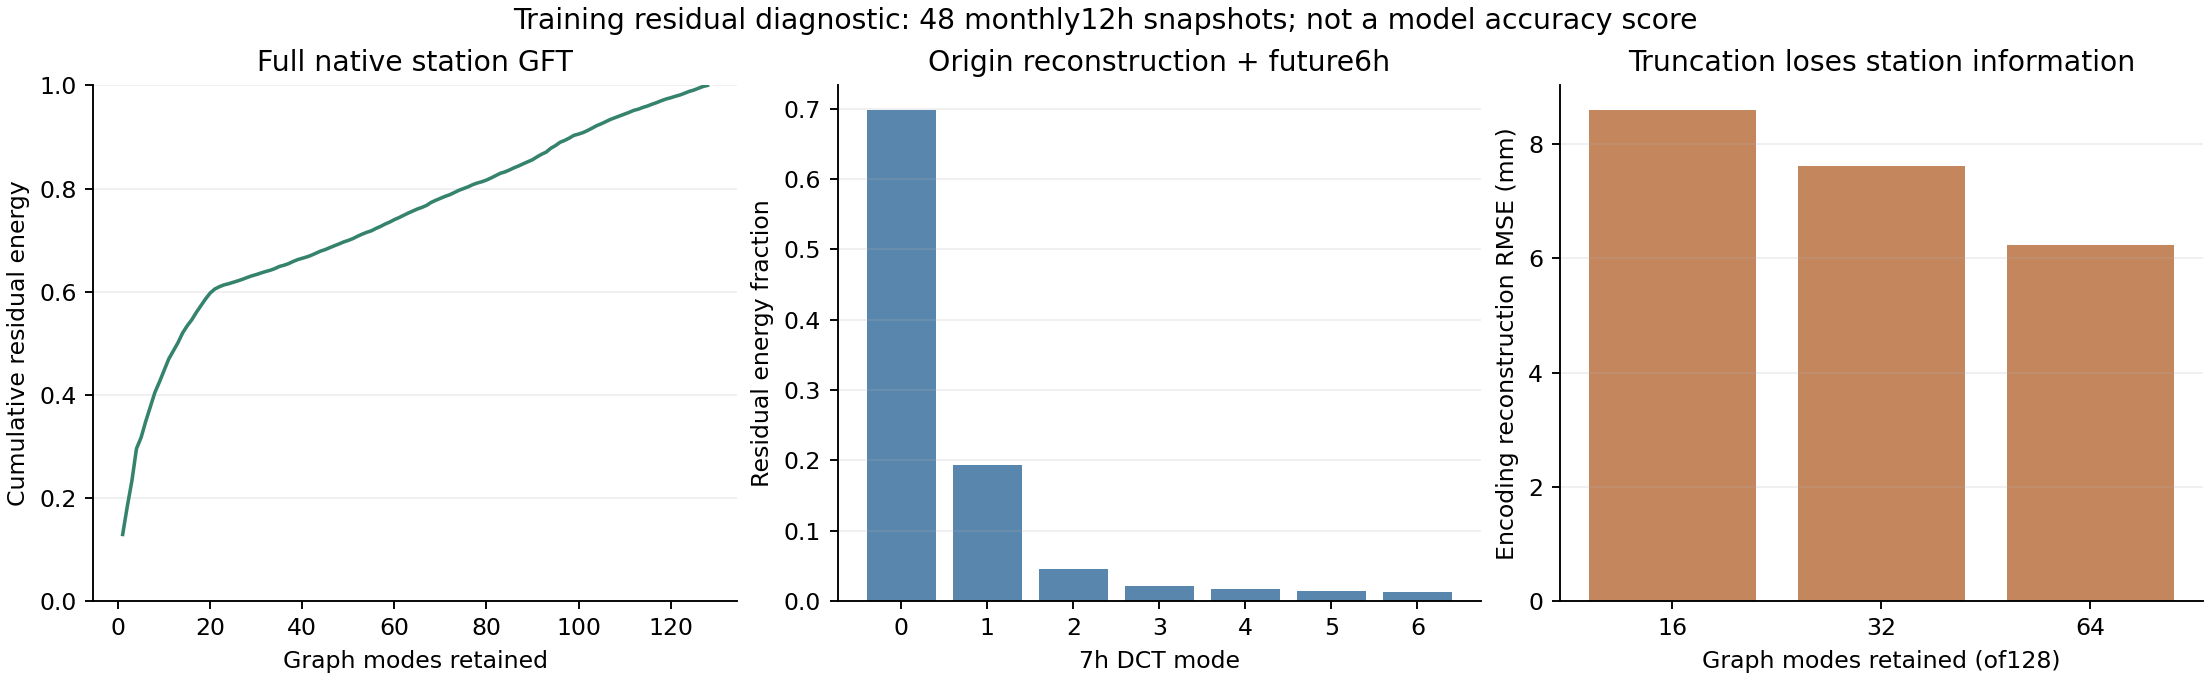 Training residual diagnostic: 48 monthly12h snapshots; not a model accuracy score
Full native station GFT
Cumulative residual energy
1.0
0.8
0.6
0.4
0.2
0.0
0 20 40 60 80 100 120
Graph modes retained
Origin reconstruction + future6h
Residual energy fraction
0.7
0.6
0.5
0.4
0.3
0.2
0.1
0.0
0 1 2 3 4 5 6
7h DCT mode
Truncation loses station information
Encoding reconstruction RMSE (mm)
8
6
4
2
0
16 32 64
Graph modes retained (of128)